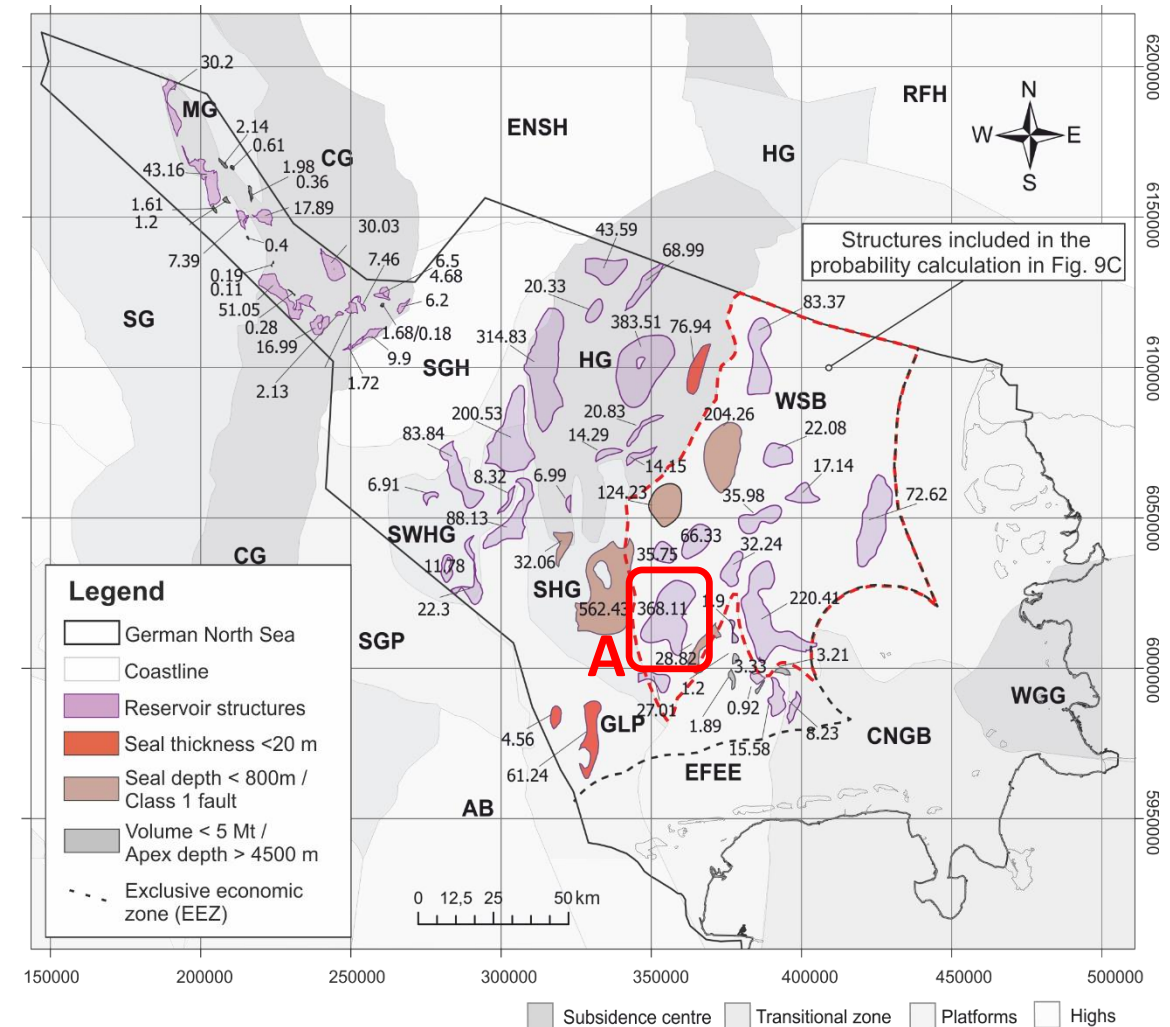 30.2
MG
RFH
N
W E
S
ENSH
2.14
0.61
HG
CG
1.98
0.36
43.16
1.61
1.2
17.89
30.03
43.59
68.99
Structures included in the
probability calculation in Fig. 9C
0.4
7.46
6.5
4.68
7.39
0.19
0.11
20.33
6.2
83.37
51.05
383.51
76.94
SG
0.28
314.83
1.68/0.18
16.99
HG
9.9
SGH
2.13
1.72
WSB
200.53
20.83
204.26
83.84
22.08
14.29
14.15
8.32
6.99
17.14
6.91
124.23
35.98
72.62
88.13
SWHG
66.33
35.75
32.24
CG
11.78
32.06
SHG
22.3
562.43
368.11
1.9
220.41
SGP
28.82
A
3.33
3.21
1.2
WGG
27.01
0.92
1.89
4.56
GLP
8.23
CNGB
15.58
61.24
EFEE
AB
Legend
German North Sea
Coastline
Reservoir structures
Seal thickness <20 m
Seal depth < 800m /
Class 1 fault
Volume < 5 Mt /
Apex depth > 4500 m
Exclusive economic
zone (EEZ)
0 12,5 25 50 km
6200000
6150000
6100000
6050000
6000000
5950000
150000 200000 250000 300000 350000 400000 450000 500000
Subsidence centre Transitional zone Platforms Highs